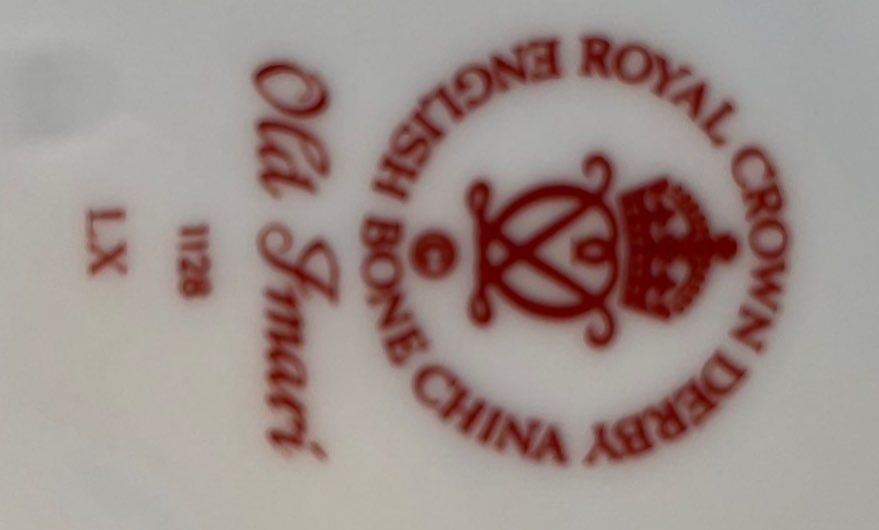 ROYAL CROWN DERBY
ENGLISH BONE CHINA
©
Old Imari
1128
LX